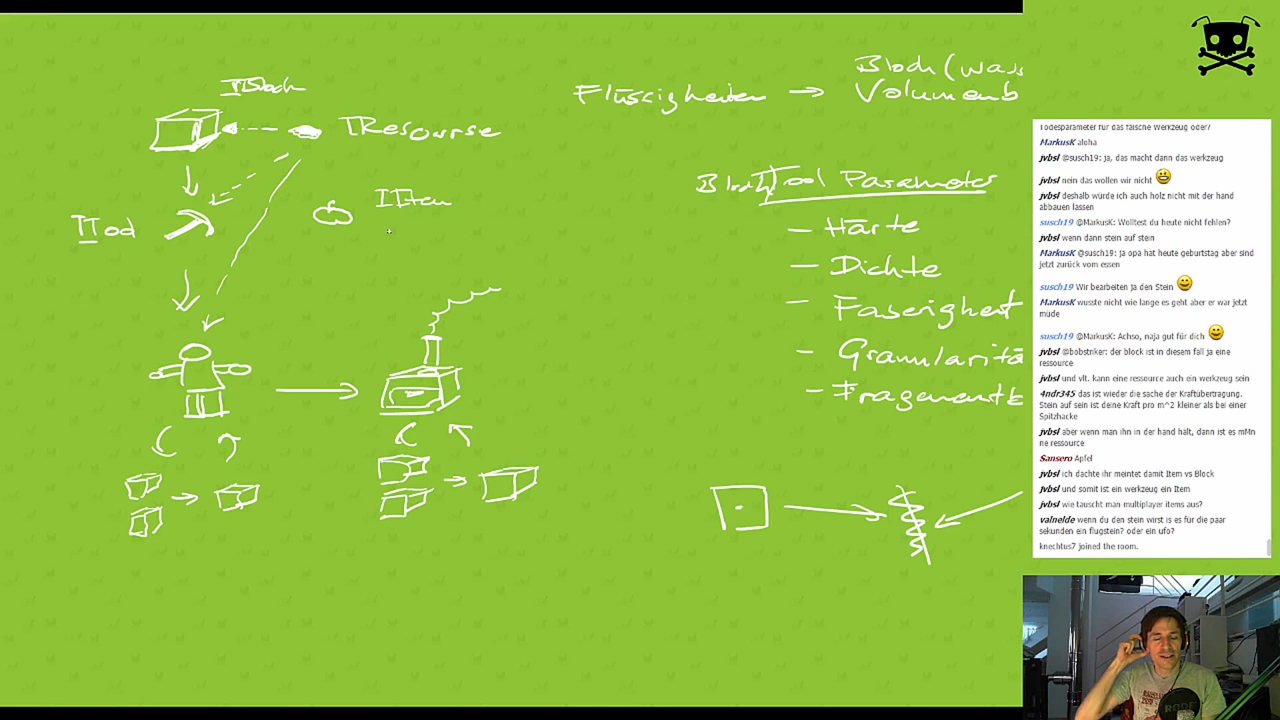 IBlock
IResourse
IItem
ITool
Flüssigkeiten → Block (wass
Volumenb
Block/Tool Parameter
- Härte
- Dichte
- Faserigkeit
- Granularitä
- Fragment
Todesparameter für das falsche Werkzeug oder?
MarkusK aloha
jvbsl @susch19: ja, das macht dann das werkzeug
jvbsl nein das wollen wir nicht
jvbsl deshalb würde ich auch holz nicht mit der hand
abbauen lassen
susch19 @MarkusK: Wolltest du heute nicht fehlen?
jvbsl wenn dann stein auf stein
MarkusK @susch19: ja opa hat heute geburtstag aber sind
jetzt zurück vom essen
susch19 Wir bearbeiten ja den Stein
MarkusK wusste nicht wie lange es geht aber er war jetzt
müde
susch19 @MarkusK: Achso, naja gut für dich
jvbsl @bobstriker: der block ist in diesem fall ja eine
ressource
jvbsl und vlt. kann eine ressource auch ein werkzeug sein
4ndr345 das ist wieder die sache der Kraftübertragung.
Stein auf sein ist deine Kraft pro m^2 kleiner als bei einer
Spitzhacke
jvbsl aber wenn man ihn in der hand hält, dann ist es mMn
ne ressource
Sansero Apfel
jvbsl ich dachte ihr meintet damit Item vs Block
jvbsl und somit ist ein werkzeug ein Item
jvbsl wie tauscht man multiplayer items aus?
valnelde wenn du den stein wirst is es für die paar
sekunden ein flugstein? oder ein ufo?
knechtus7 joined the room.